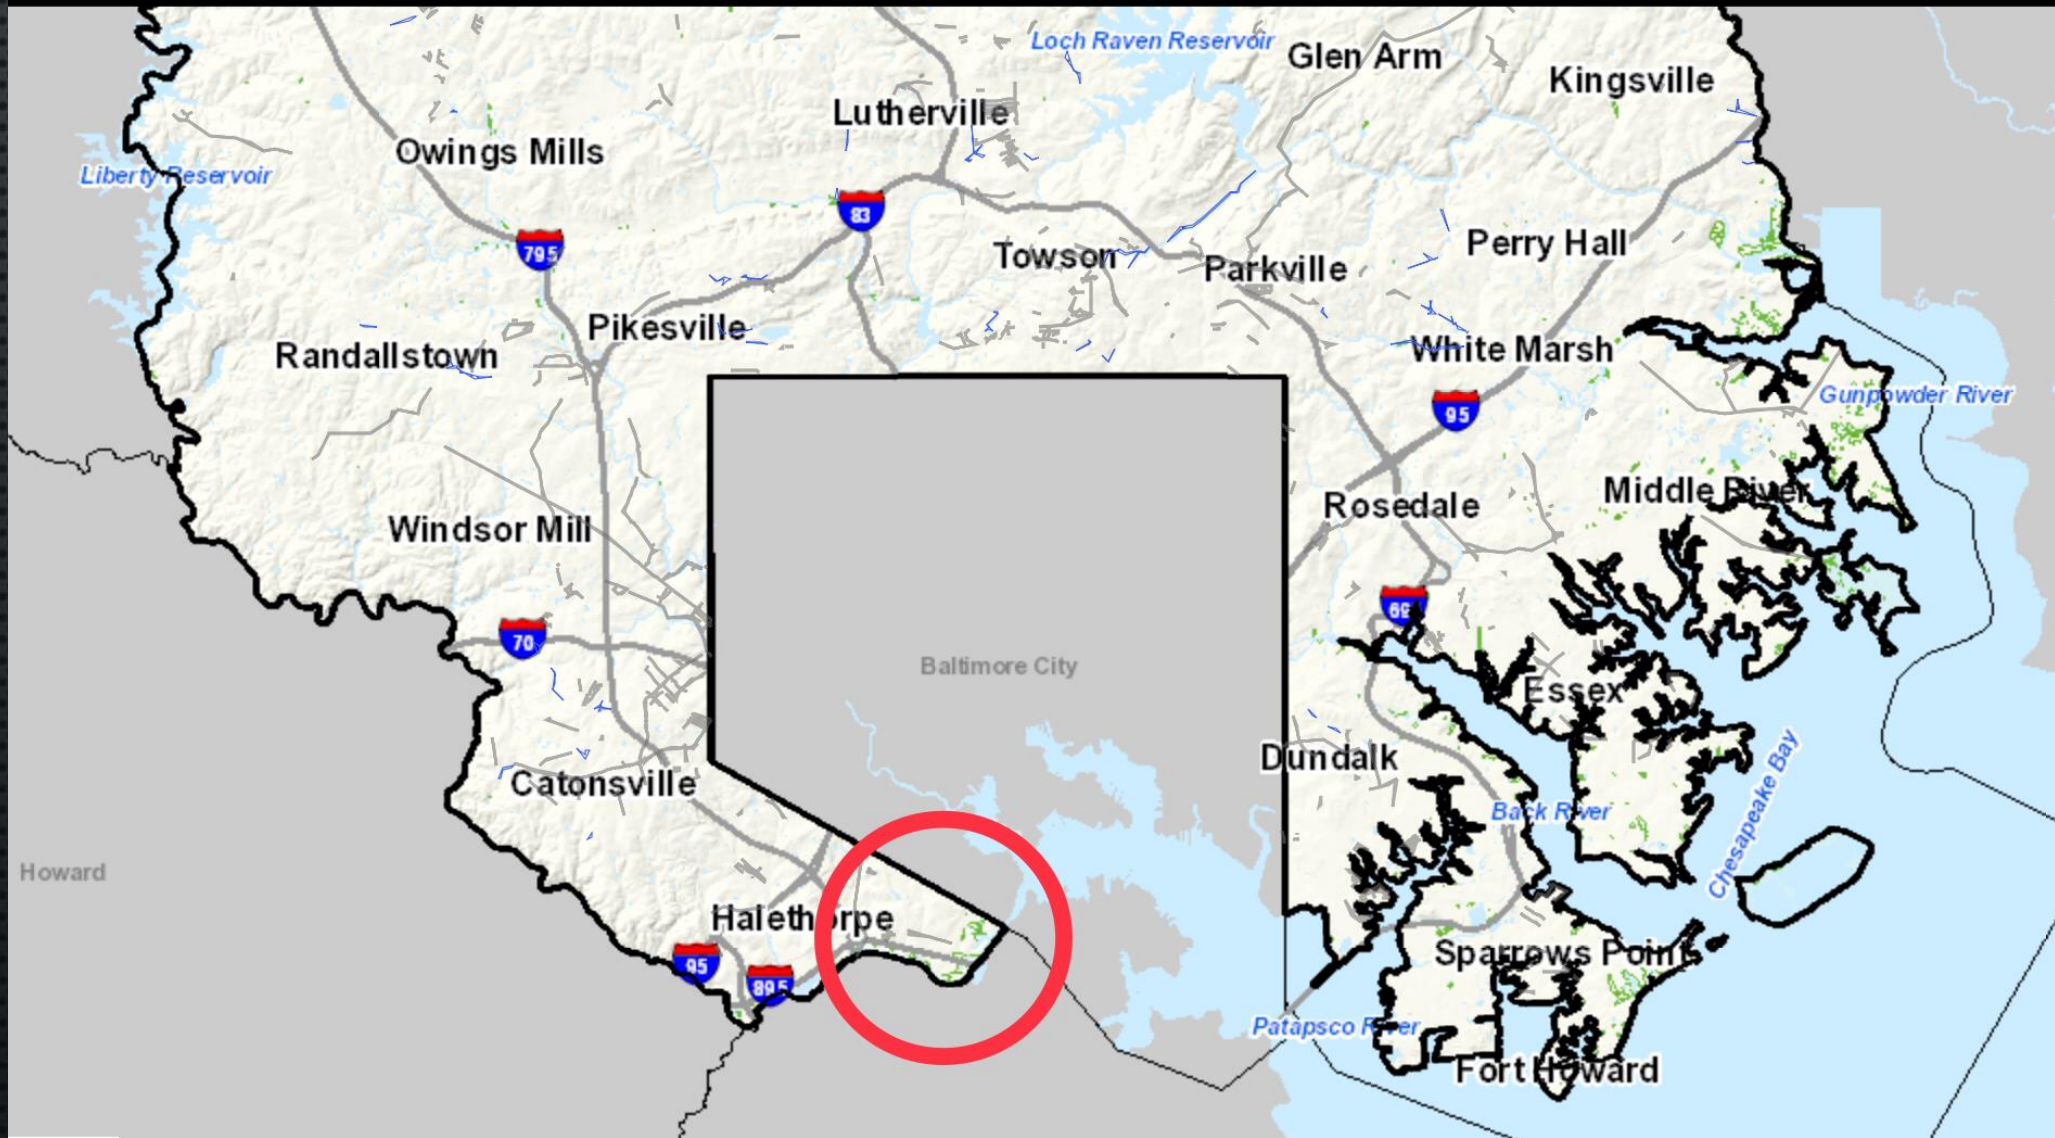 Loch Raven Reservoir
Glen Arm
Kingsville
Lutherville
Owings Mills
Liberty Reservoir
83
795
Towson
Perry Hall
Parkville
Pikesville
Randallstown
White Marsh
95
Gunpowder River
Middle River
Rosedale
Windsor Mill
69
70
Baltimore City
Essex
Dundalk
Catonsville
Back River
Chesapeake Bay
Howard
Halethorpe
95
895
Sparrows Point
Patapsco River
Fort Howard